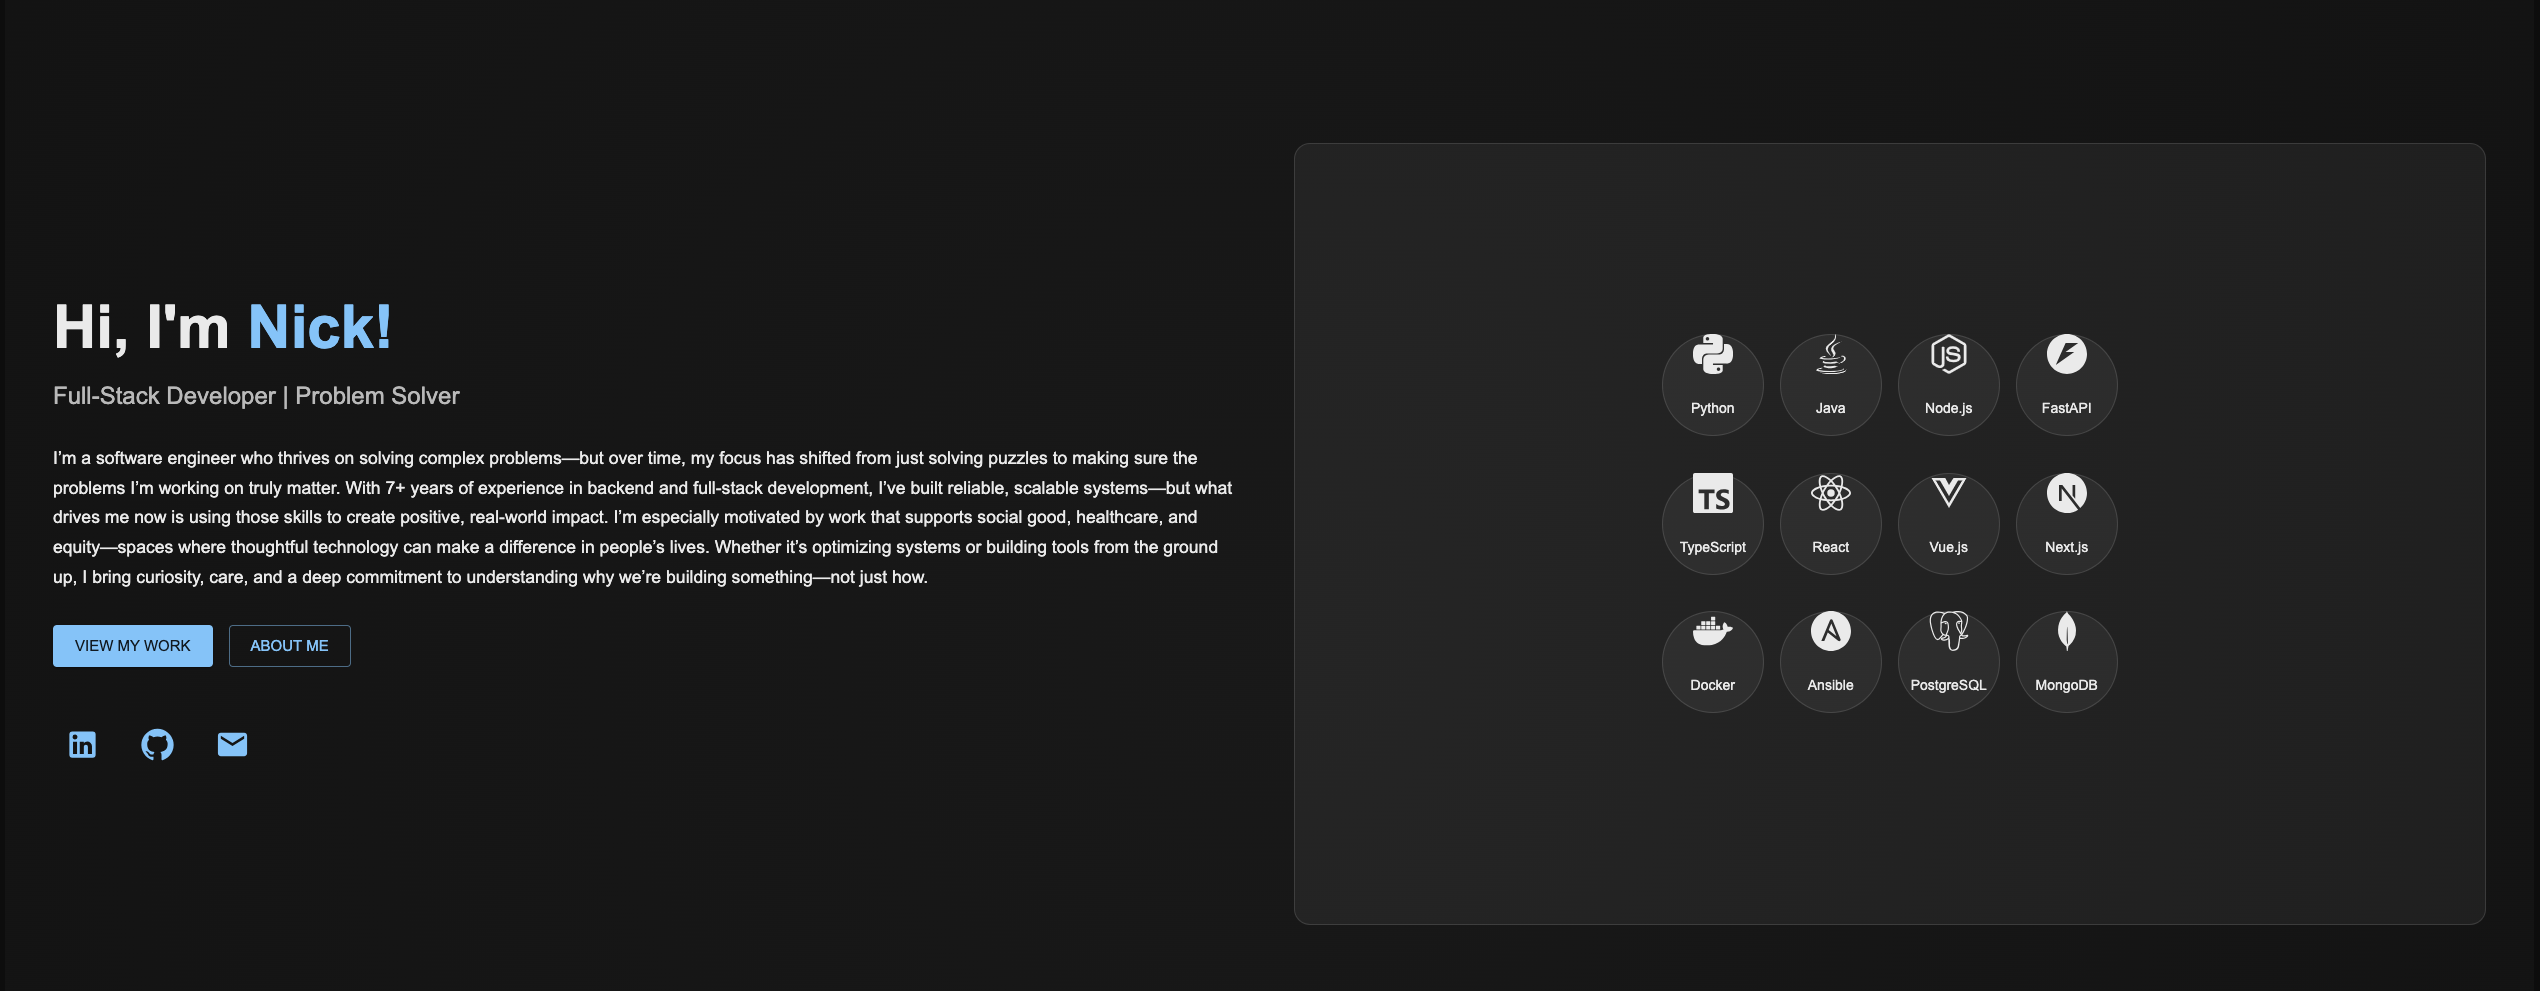 Hi, I'm Nick!
Full-Stack Developer | Problem Solver
I’m a software engineer who thrives on solving complex problems—but over time, my focus has shifted from just solving puzzles to making sure the
problems I’m working on truly matter. With 7+ years of experience in backend and full-stack development, I’ve built reliable, scalable systems—but what
drives me now is using those skills to create positive, real-world impact. I’m especially motivated by work that supports social good, healthcare, and
equity—spaces where thoughtful technology can make a difference in people’s lives. Whether it’s optimizing systems or building tools from the ground
up, I bring curiosity, care, and a deep commitment to understanding why we’re building something—not just how.
VIEW MY WORK ABOUT ME
in
JS
Python Java Node.js FastAPI
TS N
TypeScript React Vue.js Next.js
A
Docker Ansible PostgreSQL MongoDB